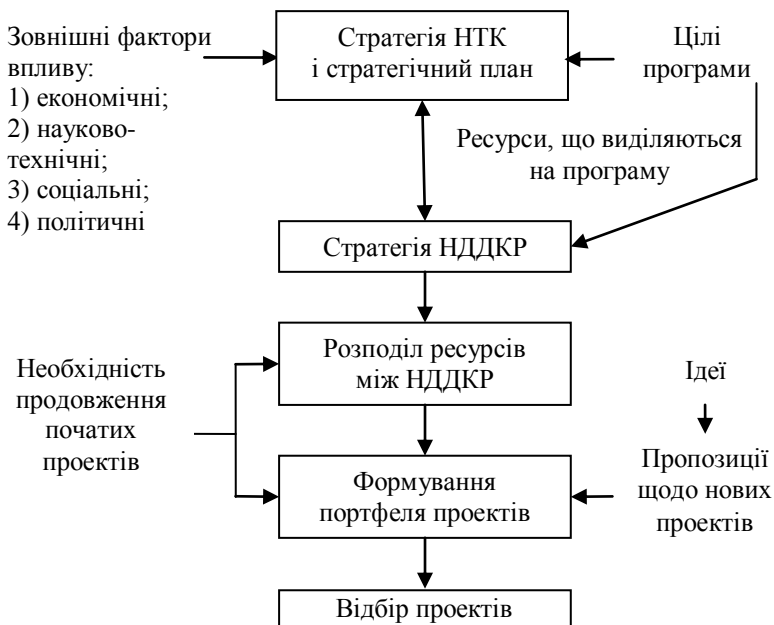 Зовнішні фактори
впливу:
1) економічні;
2) науково-
технічні;
3) соціальні;
4) політичні
Стратегія НТК
і стратегічний план
Цілі
програми
Ресурси, що виділяються
на програму
Стратегія НДДКР
Розподіл ресурсів
між НДДКР
Необхідність
продовження
початих
проектів
Ідеї
Пропозиції
щодо нових
проектів
Формування
портфеля проектів
Відбір проектів